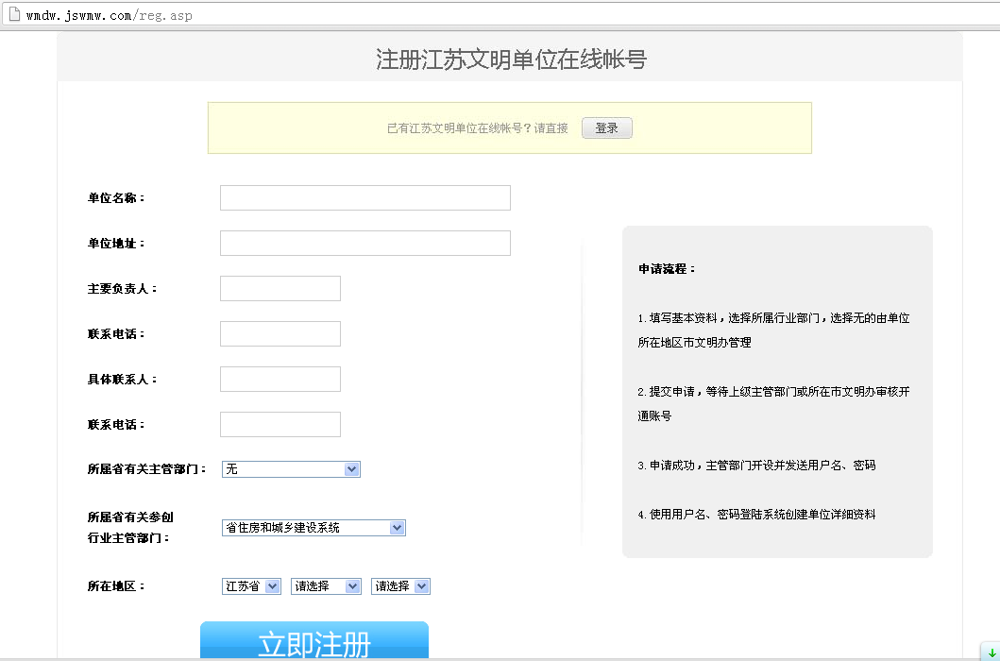 wmdw.jswmw.com/reg.asp
注册江苏文明单位在线帐号
已有江苏文明单位在线帐号？请直接 登录
单位名称：
单位地址：
主要负责人：
联系电话：
具体联系人：
联系电话：
所属省有关主管部门： 无
所属省有关参创
行业主管部门： 省住房和城乡建设系统
所在地区： 江苏省 请选择 请选择
立即注册
申请流程：
1.填写基本资料，选择所属行业部门，选择无的由单位
所在地区市文明办管理
2.提交申请，等待上级主管部门或所在市文明办审核开
通账号
3.申请成功，主管部门开设并发送用户名、密码
4.使用用户名、密码登陆系统创建单位详细资料